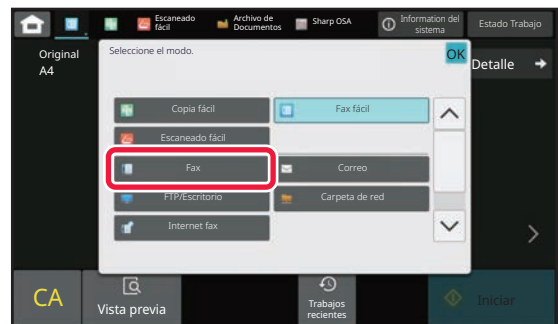 Escaneado
fácil
Archivo de
Documentos
Sharp OSA
Information del
sistema
Estado Trabajo
Original
A4
Seleccione el modo.
OK
Detalle
Copia fácil
Fax fácil
Escaneado fácil
Fax
Correo
FTP/Escritorio
Carpeta de red
Internet fax
CA
Vista previa
Trabajos
recientes
Iniciar